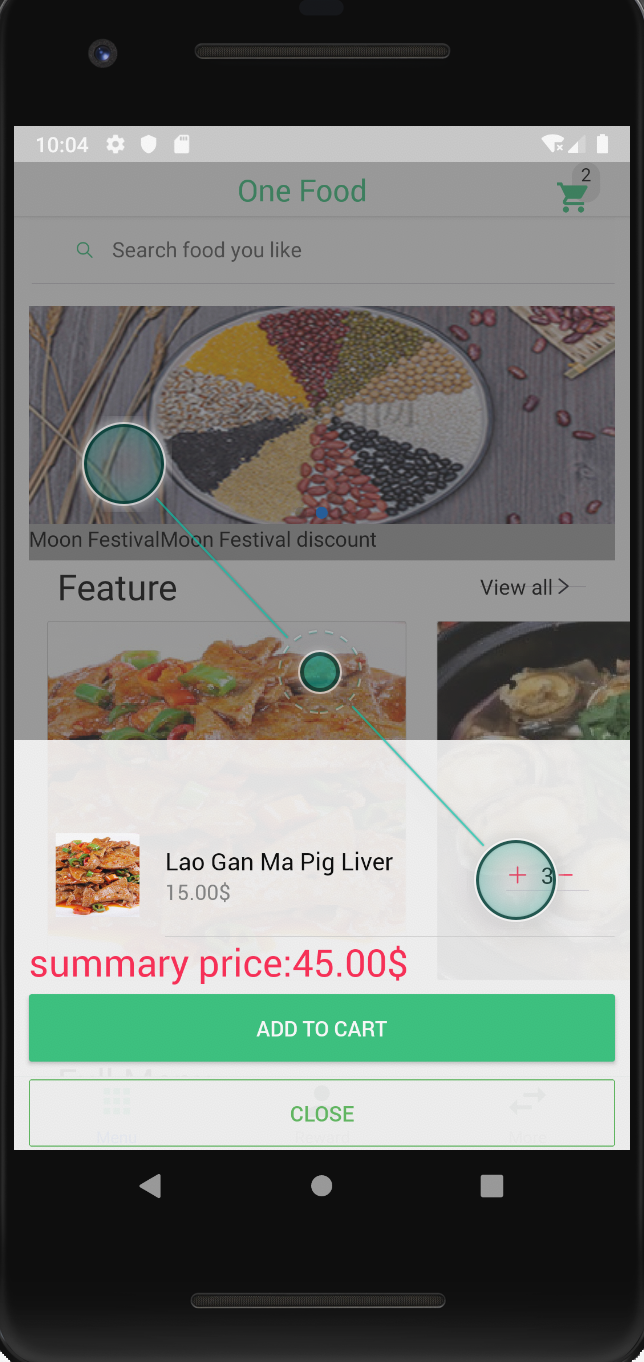 10:04
2
One Food
Search food you like
Moon FestivalMoon Festival discount
Feature
View all
Lao Gan Ma Pig Liver
15.00$
+ 3 −
summary price:45.00$
ADD TO CART
CLOSE
Menu